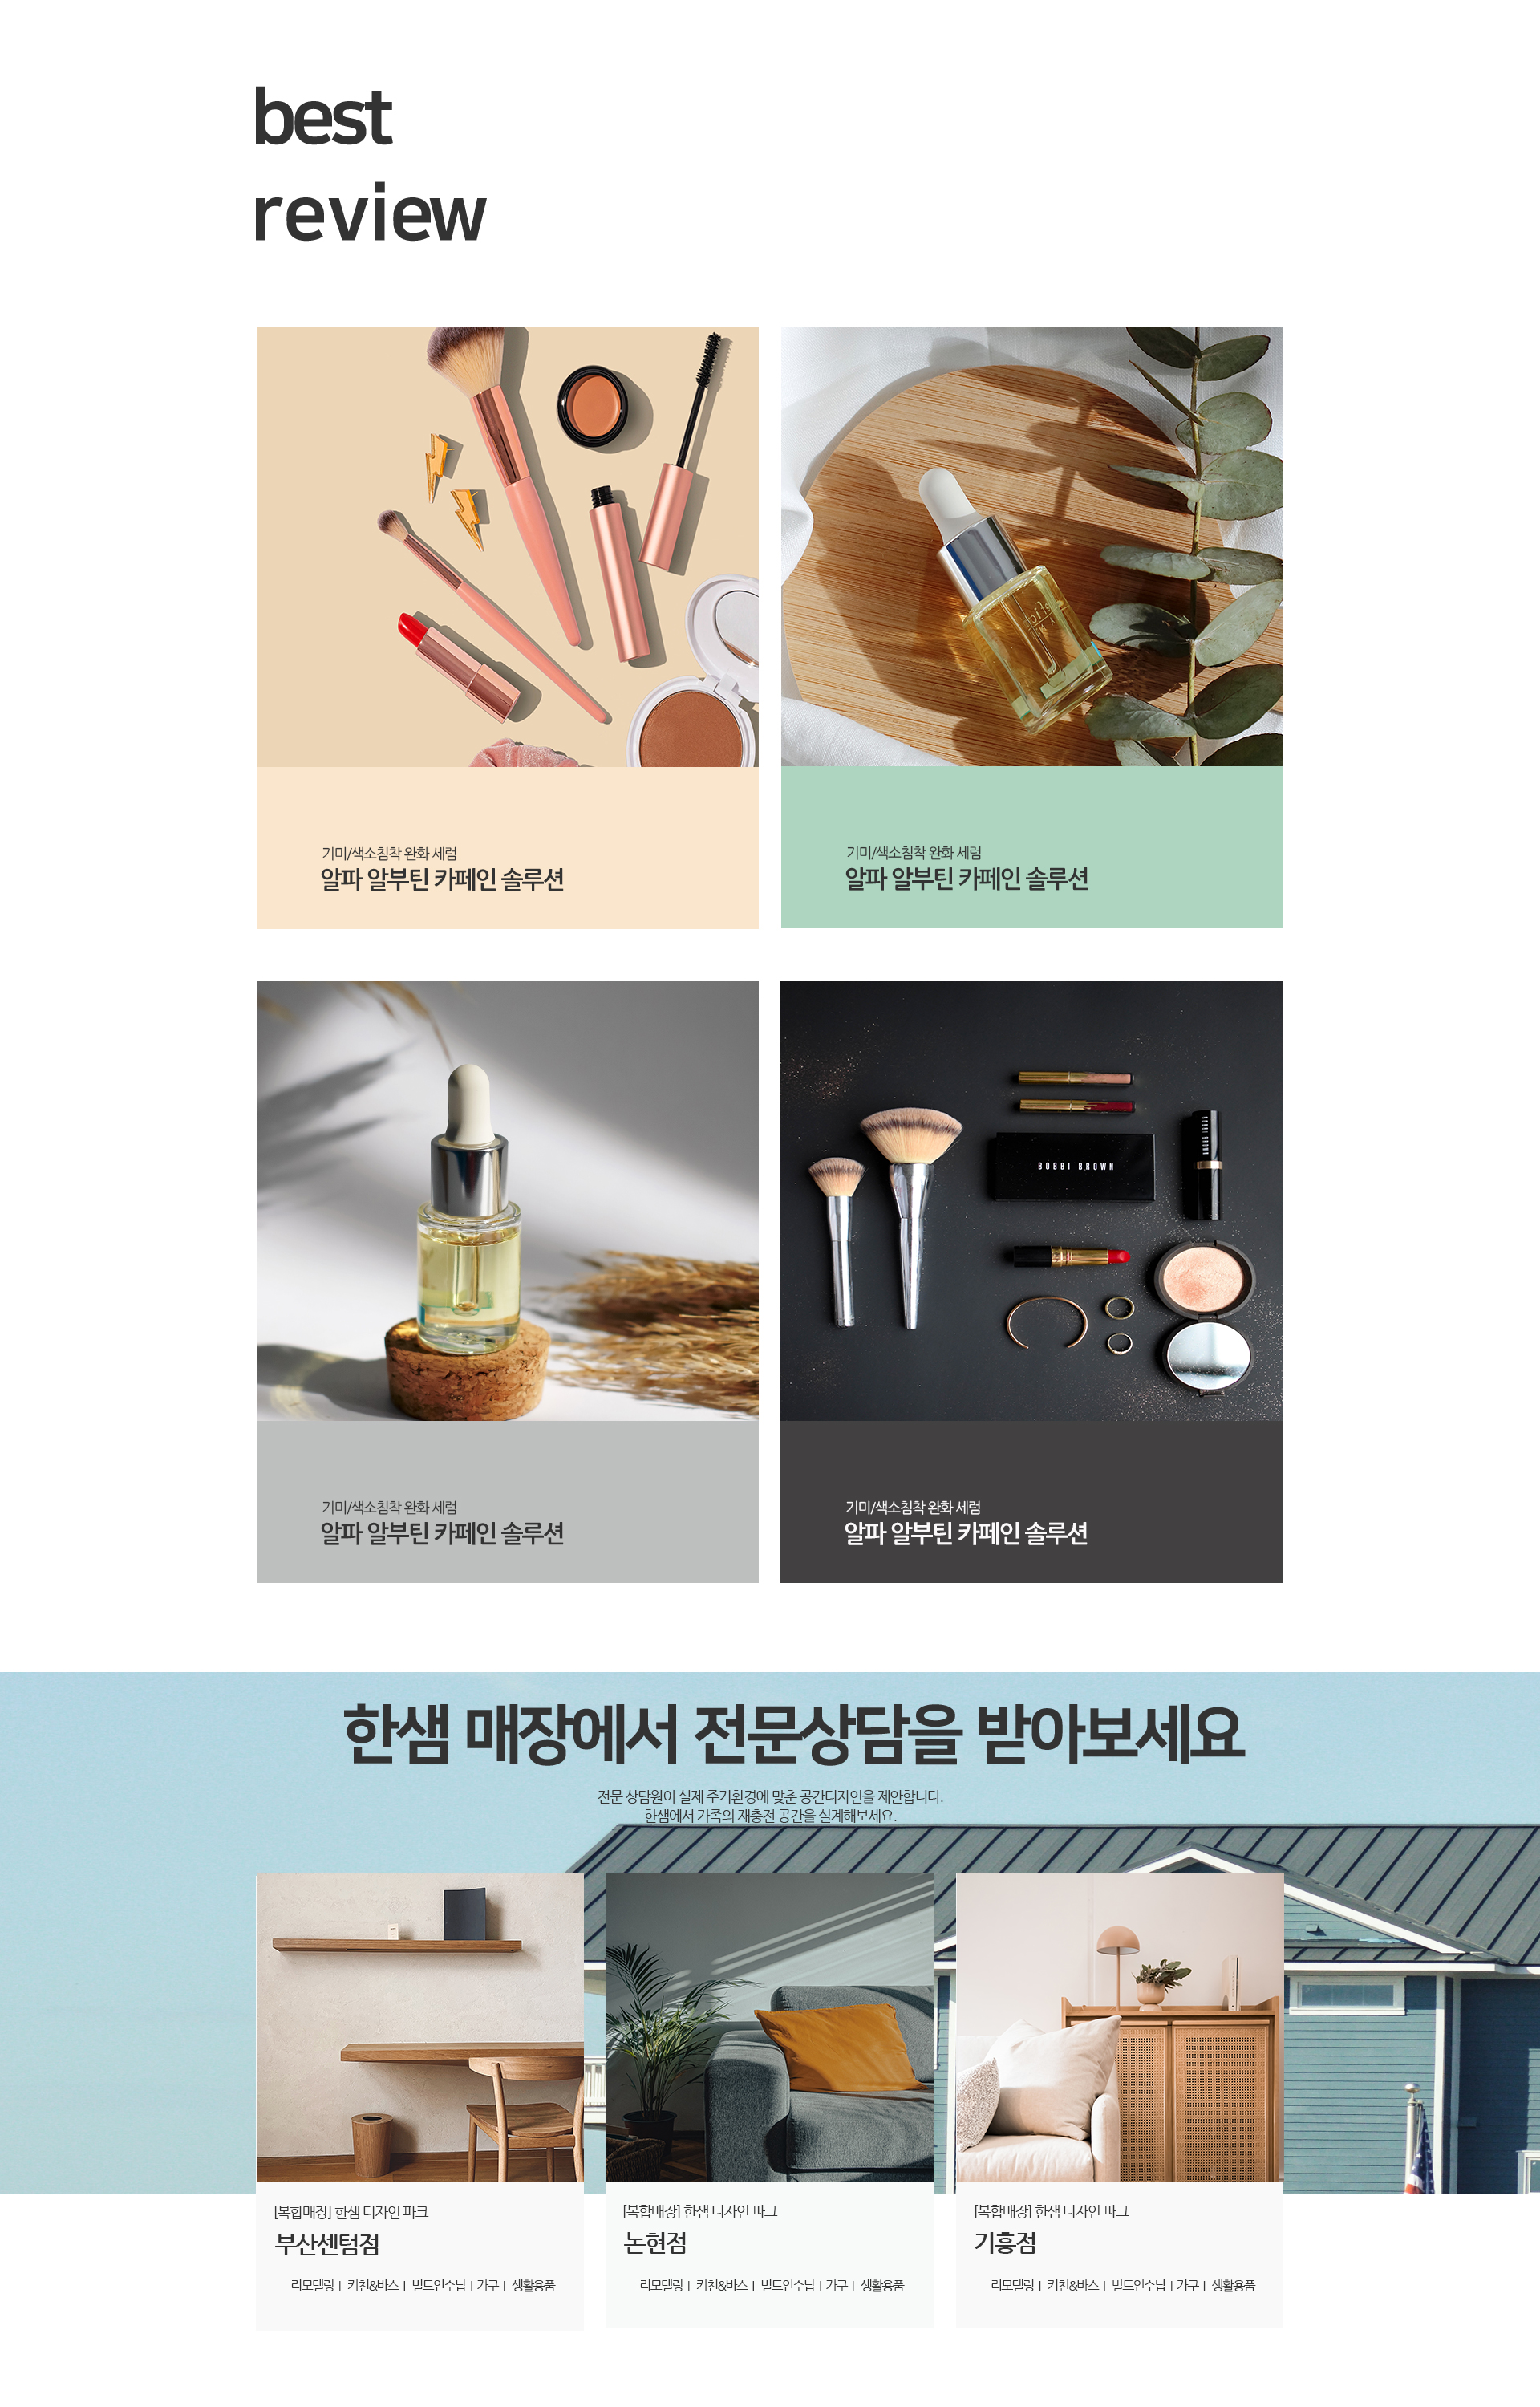 best
review
기미/색소침착 완화 세럼
알파 알부틴 카페인 솔루션
기미/색소침착 완화 세럼
알파 알부틴 카페인 솔루션
BOBBI BROWN
BOBBI BROWN
기미/색소침착 완화 세럼
알파 알부틴 카페인 솔루션
기미/색소침착 완화 세럼
알파 알부틴 카페인 솔루션
한샘 매장에서 전문상담을 받아보세요
전문 상담원이 실제 주거환경에 맞춘 공간디자인을 제안합니다.
한샘에서 가족의 재충전 공간을 설계해보세요.
[복합매장] 한샘 디자인 파크
부산센텀점
리모델링 l 키친&바스 l 빌트인수납 l 가구 l 생활용품
[복합매장] 한샘 디자인 파크
논현점
리모델링 l 키친&바스 l 빌트인수납 l 가구 l 생활용품
[복합매장] 한샘 디자인 파크
기흥점
리모델링 l 키친&바스 l 빌트인수납 l 가구 l 생활용품